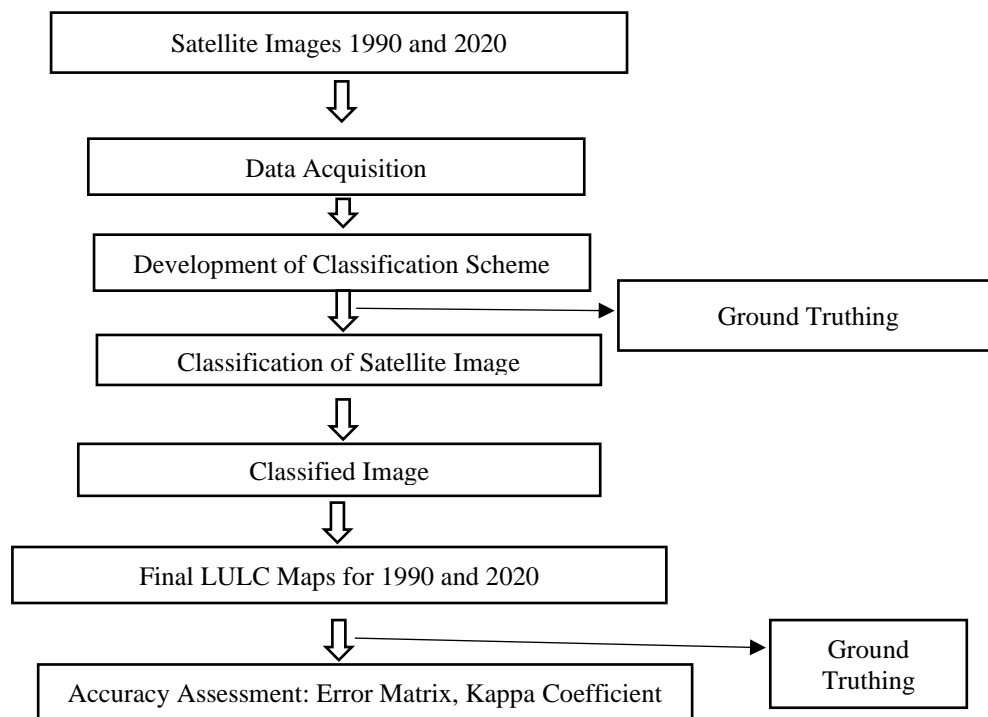 Satellite Images 1990 and 2020
Data Acquisition
Development of Classification Scheme
Ground Truthing
Classification of Satellite Image
Classified Image
Final LULC Maps for 1990 and 2020
Ground
Truthing
Accuracy Assessment: Error Matrix, Kappa Coefficient